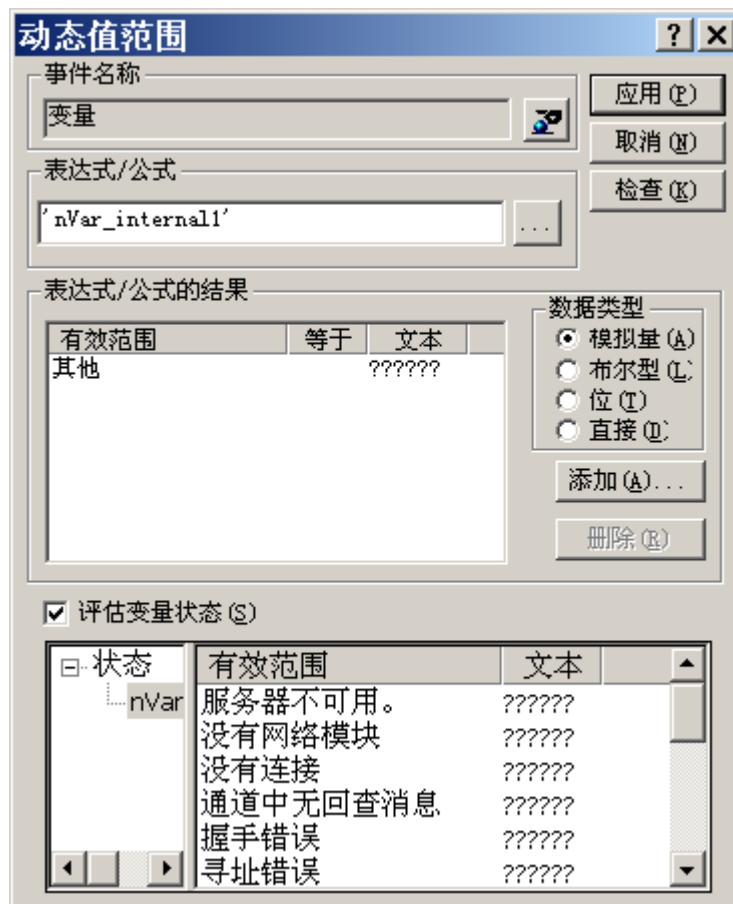 动态值范围
事件名称
变量
应用(P)
取消(N)
检查(K)
表达式/公式
'nVar_internal1'
...
表达式/公式的结果
有效范围 等于 文本
其他 ??????
数据类型
模拟量(A)
布尔型(L)
位(T)
直接(D)
添加(A)...
删除(R)
评估变量状态(S)
状态
nVar
有效范围 文本
服务器不可用。 ??????
没有网络模块 ??????
没有连接 ??????
通道中无回查消息 ??????
握手错误 ??????
寻址错误 ??????